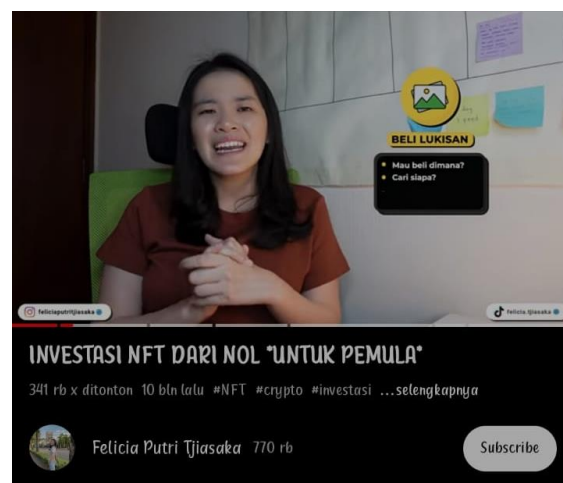 BELI LUKISAN
Mau beli dimana?
Cari siapa?
feliciaputritjiasaka
felicia.tjiasaka
INVESTASI NFT DARI NOL *UNTUK PEMULA*
341 rb x ditonton 10 bln lalu #NFT #crypto #investasi ...selengkapnya
Felicia Putri Tjiasaka 770 rb
Subscribe